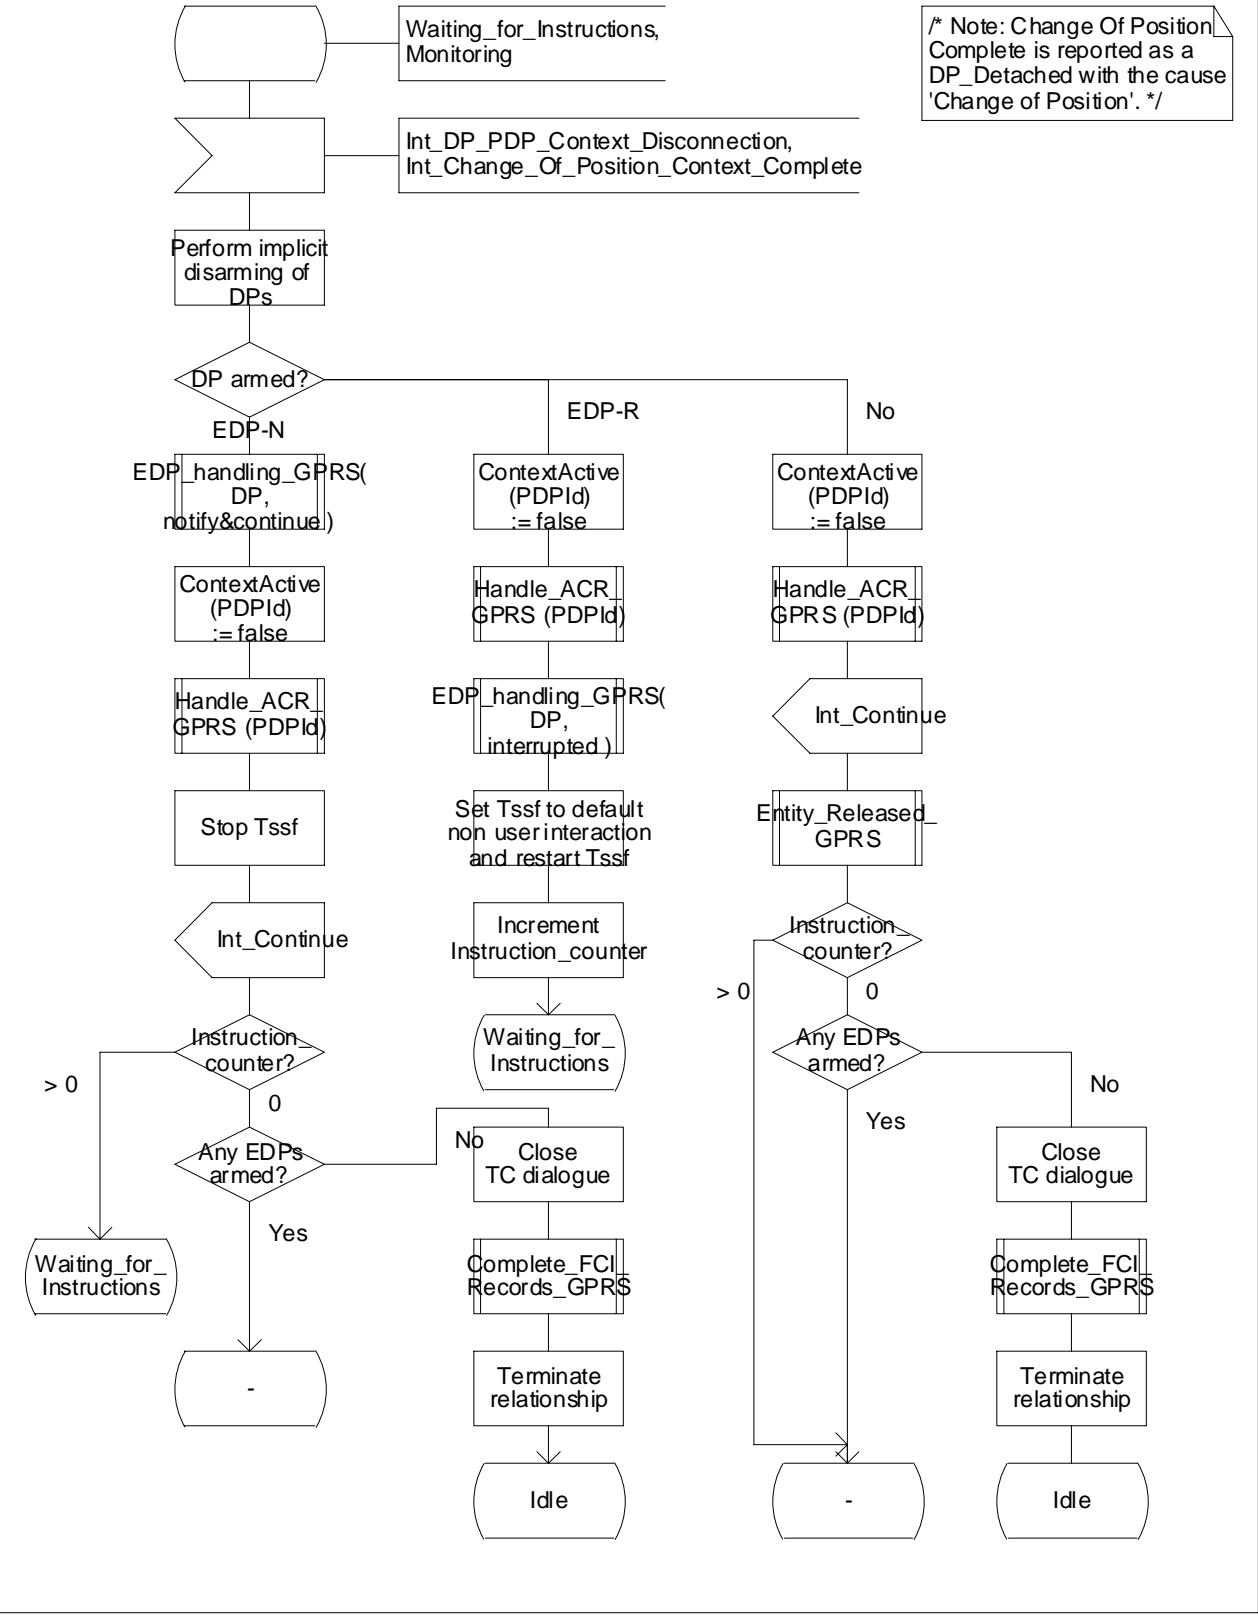 Waiting_for_Instructions,
Monitoring
/* Note: Change Of Position
Complete is reported as a
DP_Detached with the cause
'Change of Position'. */
Int_DP_PDP_Context_Disconnection,
Int_Change_Of_Position_Context_Complete
Perform implicit
disarming of
DPs
DP armed?
EDP-N
EDP-R
No
EDP_handling_GPRS(
DP,
notify&continue )
ContextActive
(PDPId)
:= false
Handle_ACR_
GPRS (PDPId)
Stop Tssf
Int_Continue
Instruction_
counter?
> 0
0
Any EDPs
armed?
No
Yes
Waiting_for_
Instructions
-
ContextActive
(PDPId)
:= false
Handle_ACR_
GPRS (PDPId)
EDP_handling_GPRS(
DP,
interrupted )
Set Tssf to default
non user interaction
and restart Tssf
Increment
Instruction_counter
Waiting_for_
Instructions
Close
TC dialogue
Complete_FCI_
Records_GPRS
Terminate
relationship
Idle
ContextActive
(PDPId)
:= false
Handle_ACR_
GPRS (PDPId)
Int_Continue
Entity_Released_
GPRS
Instruction_
counter?
> 0
0
Any EDPs
armed?
No
Yes
-
Close
TC dialogue
Complete_FCI_
Records_GPRS
Terminate
relationship
Idle